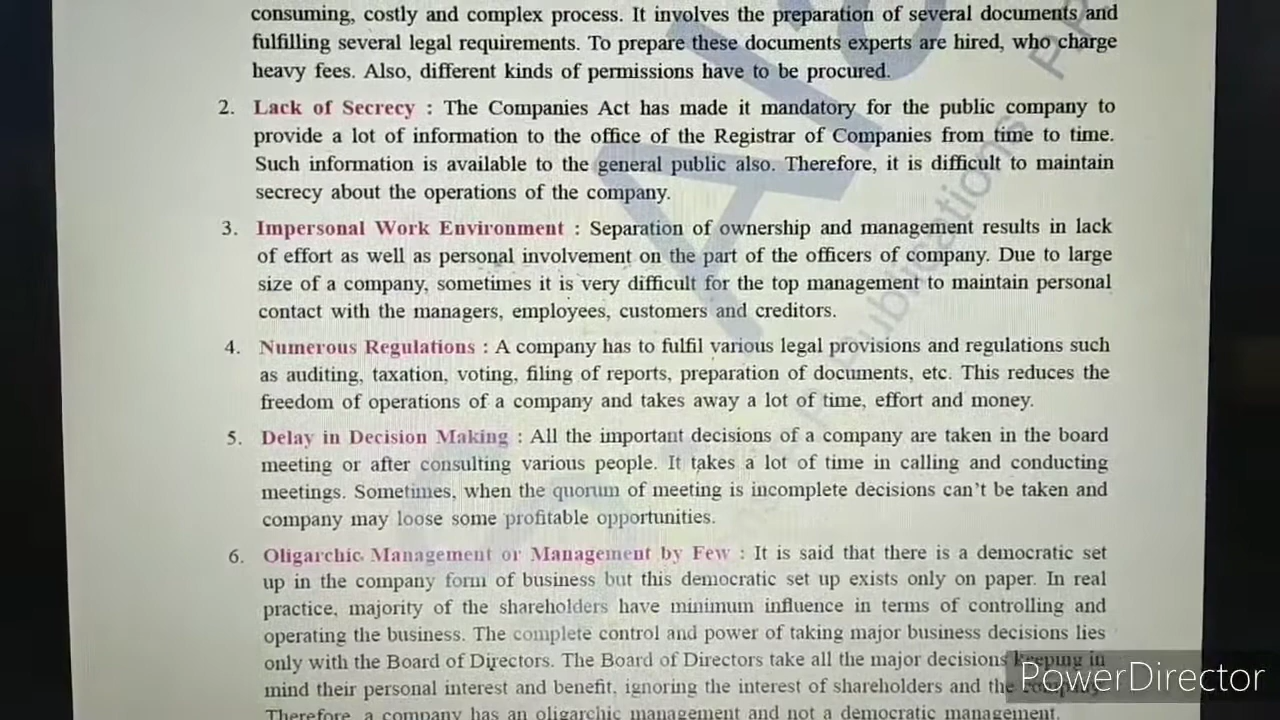 consuming, costly and complex process. It involves the preparation of several documents and
fulfilling several legal requirements. To prepare these documents experts are hired, who charge
heavy fees. Also, different kinds of permissions have to be procured.
2. Lack of Secrecy : The Companies Act has made it mandatory for the public company to
provide a lot of information to the office of the Registrar of Companies from time to time.
Such information is available to the general public also. Therefore, it is difficult to maintain
secrecy about the operations of the company.
3. Impersonal Work Environment : Separation of ownership and management results in lack
of effort as well as personal involvement on the part of the officers of company. Due to large
size of a company, sometimes it is very difficult for the top management to maintain personal
contact with the managers, employees, customers and creditors.
4. Numerous Regulations : A company has to fulfil various legal provisions and regulations such
as auditing, taxation, voting, filing of reports, preparation of documents, etc. This reduces the
freedom of operations of a company and takes away a lot of time, effort and money.
5. Delay in Decision Making : All the important decisions of a company are taken in the board
meeting or after consulting various people. It takes a lot of time in calling and conducting
meetings. Sometimes, when the quorum of meeting is incomplete decisions can't be taken and
company may loose some profitable opportunities.
6. Oligarchic Management or Management by Few : It is said that there is a democratic set
up in the company form of business but this democratic set up exists only on paper. In real
practice, majority of the shareholders have minimum influence in terms of controlling and
operating the business. The complete control and power of taking major business decisions lies
only with the Board of Directors. The Board of Directors take all the major decisions keeping in
mind their personal interest and benefit, ignoring the interest of shareholders and the
Therefore, a company has an oligarchic management and not a democratic management.
PowerDirector